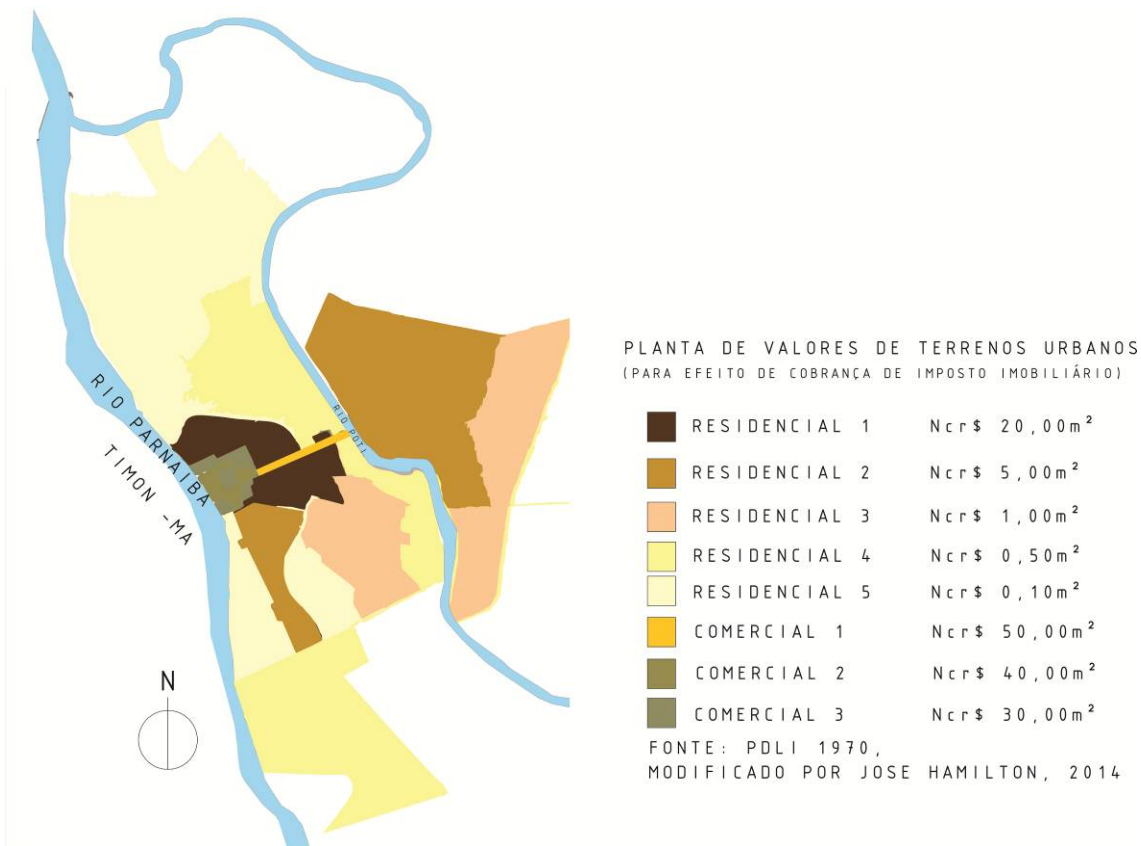 RIO PARNAIBA
TIMON -MA
RIO POTI
N
PLANTA DE VALORES DE TERRENOS URBANOS
(PARA EFEITO DE COBRANÇA DE IMPOSTO IMOBILIÁRIO)
RESIDENCIAL 1 Ncr$ 20,00m²
RESIDENCIAL 2 Ncr$ 5,00m²
RESIDENCIAL 3 Ncr$ 1,00m²
RESIDENCIAL 4 Ncr$ 0,50m²
RESIDENCIAL 5 Ncr$ 0,10m²
COMERCIAL 1 Ncr$ 50,00m²
COMERCIAL 2 Ncr$ 40,00m²
COMERCIAL 3 Ncr$ 30,00m²
FONTE: PDLI 1970,
MODIFICADO POR JOSE HAMILTON, 2014